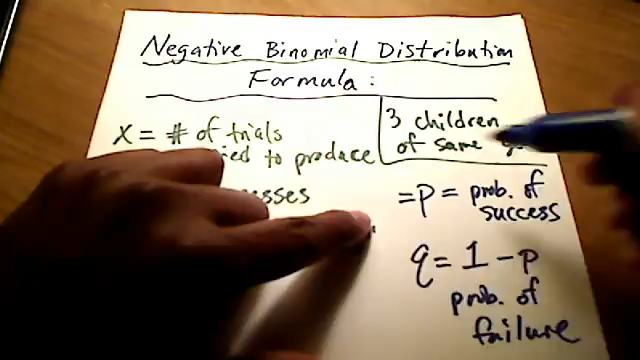 Negative Binomial Distribution
Formula:
X = # of trials
to produce
3 children
of same
= p = prob. of
success
q = 1 - p
prob. of
failure